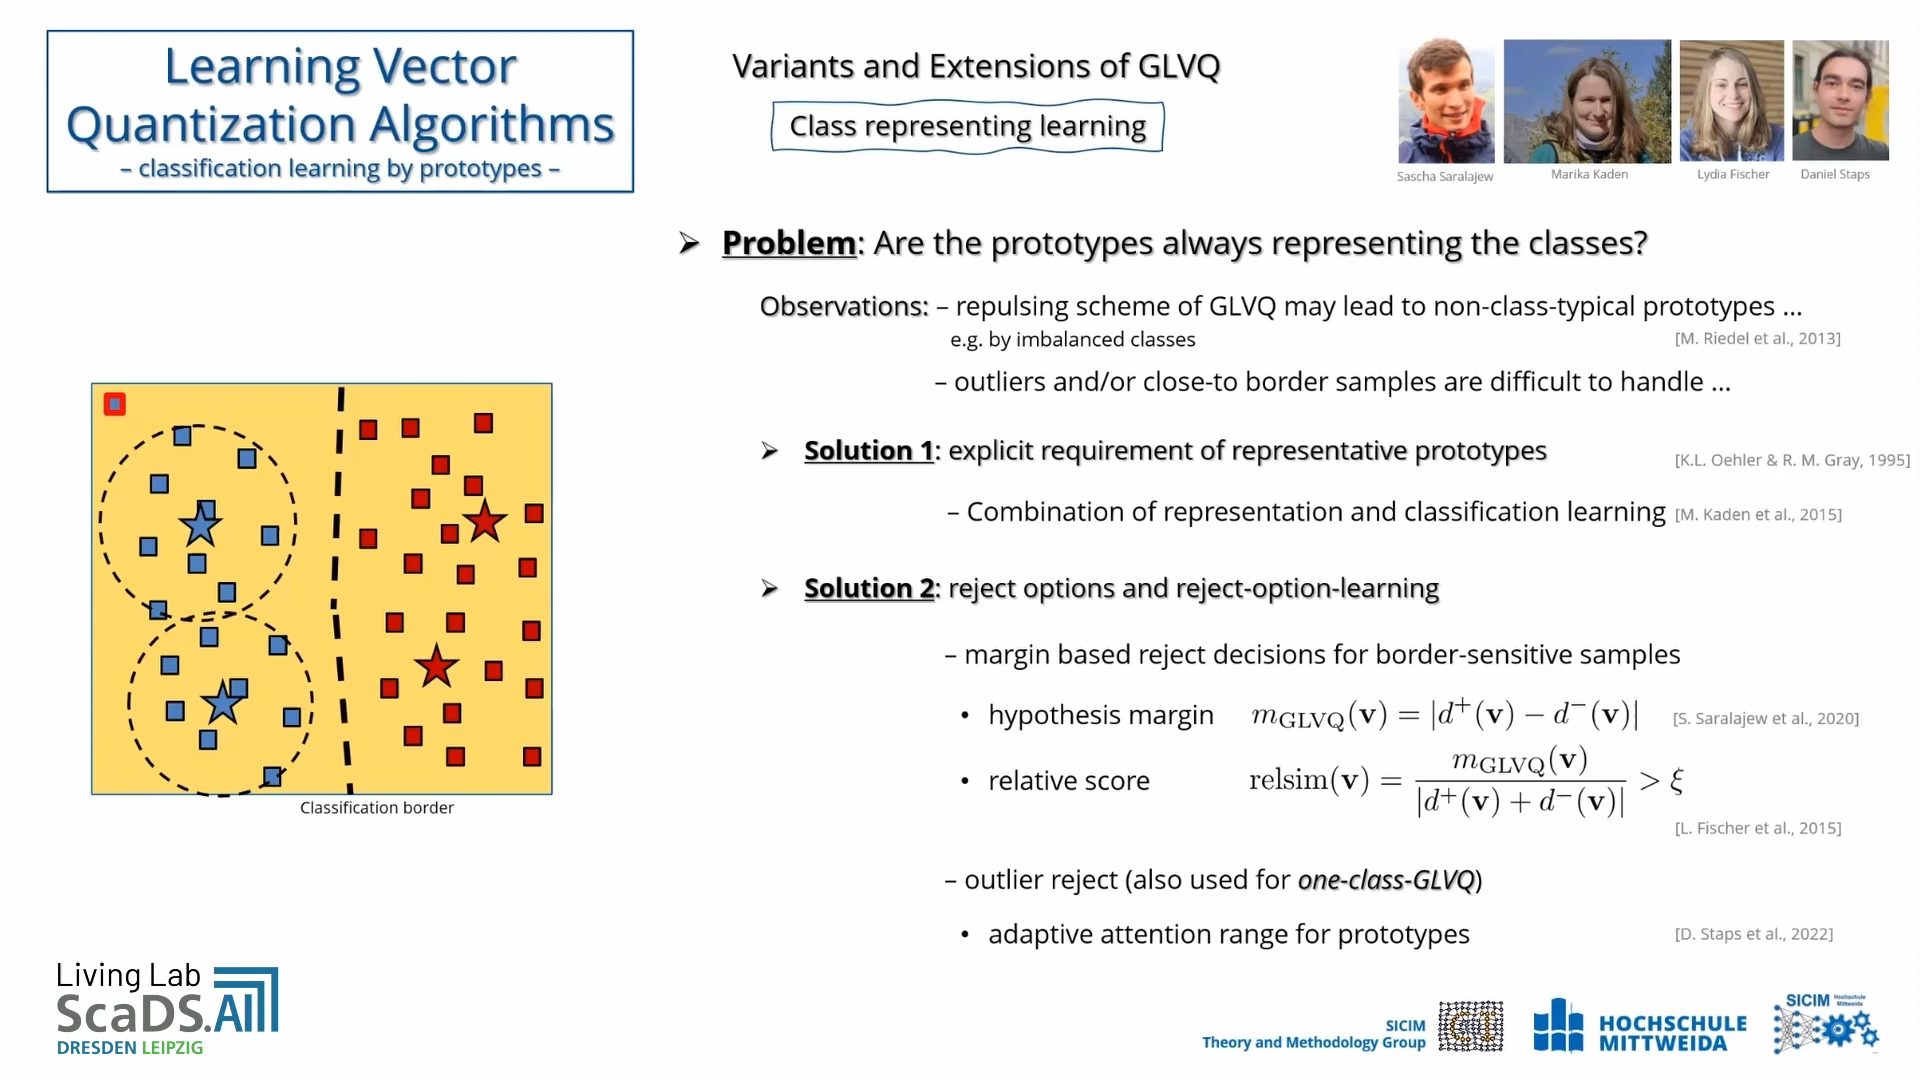 Learning Vector
Quantization Algorithms
– classification learning by prototypes –
Variants and Extensions of GLVQ
Class representing learning
Sascha Saralajew
Marika Kaden
Lydia Fischer
Daniel Staps
➢ Problem: Are the prototypes always representing the classes?
Observations: – repulsing scheme of GLVQ may lead to non-class-typical prototypes ...
e.g. by imbalanced classes
[M. Riedel et al., 2013]
– outliers and/or close-to border samples are difficult to handle ...
➢ Solution 1: explicit requirement of representative prototypes
[K.L. Oehler & R. M. Gray, 1995]
– Combination of representation and classification learning [M. Kaden et al., 2015]
➢ Solution 2: reject options and reject-option-learning
– margin based reject decisions for border-sensitive samples
• hypothesis margin m_GLVQ(v) = |d⁺(v) − d⁻(v)| [S. Saralajew et al., 2020]
• relative score relsim(v) = m_GLVQ(v) / |d⁺(v) + d⁻(v)| > ξ
[L. Fischer et al., 2015]
– outlier reject (also used for one-class-GLVQ)
• adaptive attention range for prototypes [D. Staps et al., 2022]
Classification border
Living Lab
ScaDS.AI
DRESDEN LEIPZIG
SICIM
Theory and Methodology Group
HOCHSCHULE
MITTWEIDA
SICIM Hochschule
Mittweida